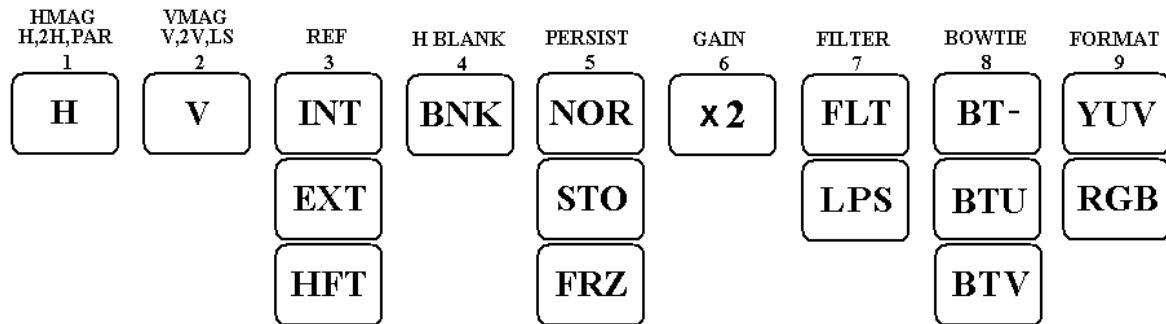 HMAG VMAG
H,2H,PAR V,2V,LS REF H BLANK PERSIST GAIN FILTER BOWTIE FORMAT
1 2 3 4 5 6 7 8 9
H V INT BNK NOR x2 FLT BT- YUV
EXT STO LPS BTU RGB
HFT FRZ BTV